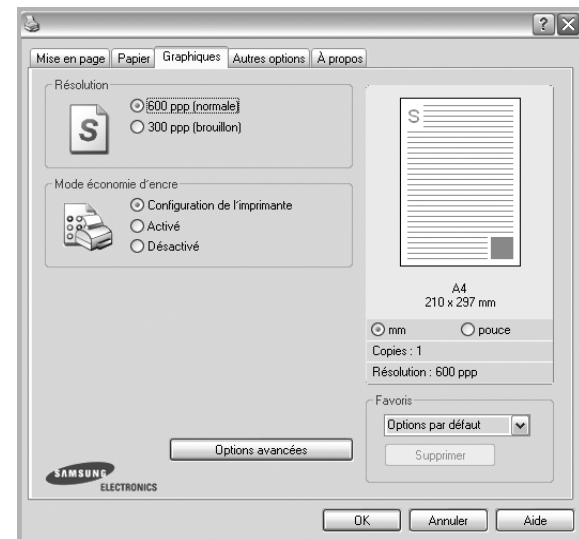 Mise en page
Papier
Graphiques
Autres options
À propos
Résolution
600 ppp (normale)
300 ppp (brouillon)
S
Mode économie d'encre
Configuration de l'imprimante
Activé
Désactivé
S
A4
210 x 297 mm
mm
pouce
Copies : 1
Résolution : 600 ppp
Favoris
Options par défaut
Supprimer
Options avancées
SAMSUNG
ELECTRONICS
OK
Annuler
Aide